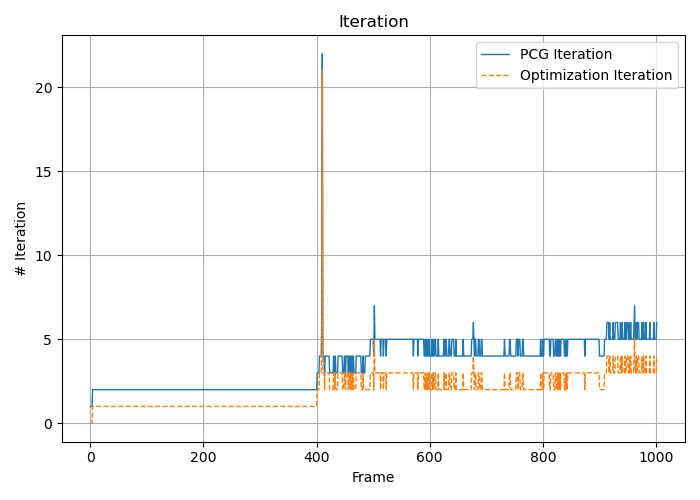 Iteration
PCG Iteration
Optimization Iteration
# Iteration
20
15
10
5
0
0 200 400 600 800 1000
Frame